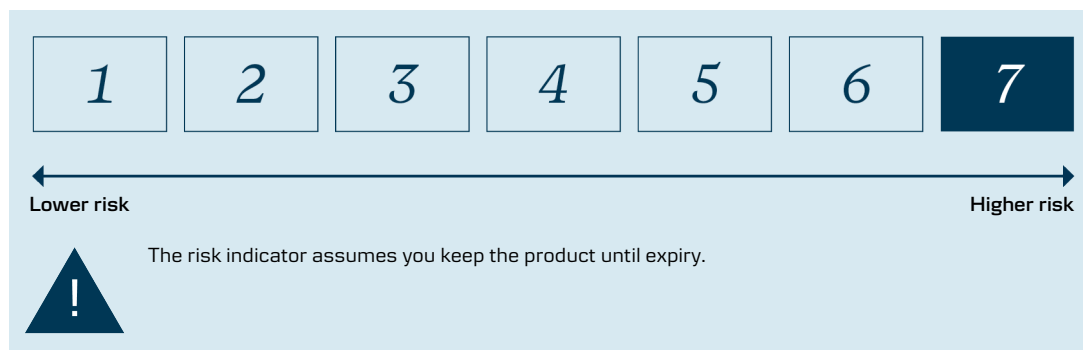 1 2 3 4 5 6 7
Lower risk Higher risk
The risk indicator assumes you keep the product until expiry.
!